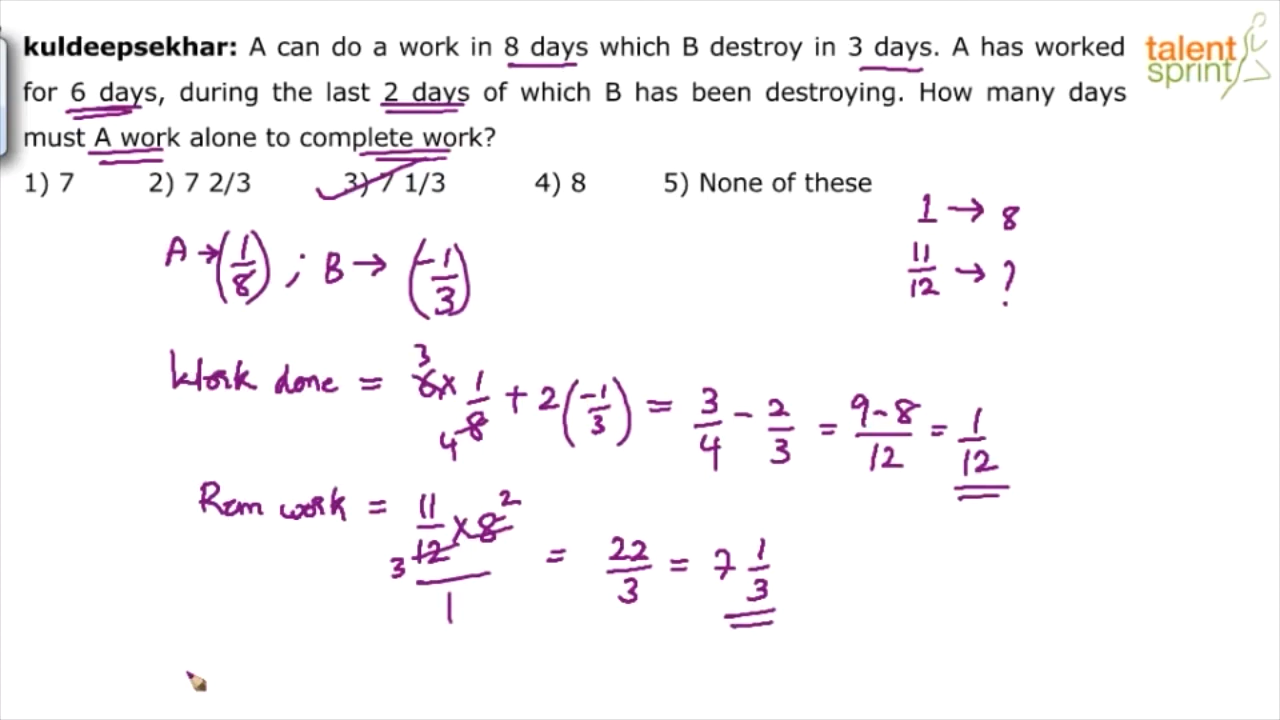 kuldeepsekhar: A can do a work in 8 days which B destroy in 3 days. A has worked
talent
sprint
for 6 days, during the last 2 days of which B has been destroying. How many days
must A work alone to complete work?
1) 7 2) 7 2/3 3) 7 1/3 4) 8 5) None of these
1 → 8
11/12 → ?
A → (1/8) ; B → (-1/3)
Work done = 6 3 × 1/8 4 + 2(-1/3) = 3/4 - 2/3 = 9-8/12 = 1/12
Rem work = 11/12 3 × 8 2 / 1 = 22/3 = 7 1/3